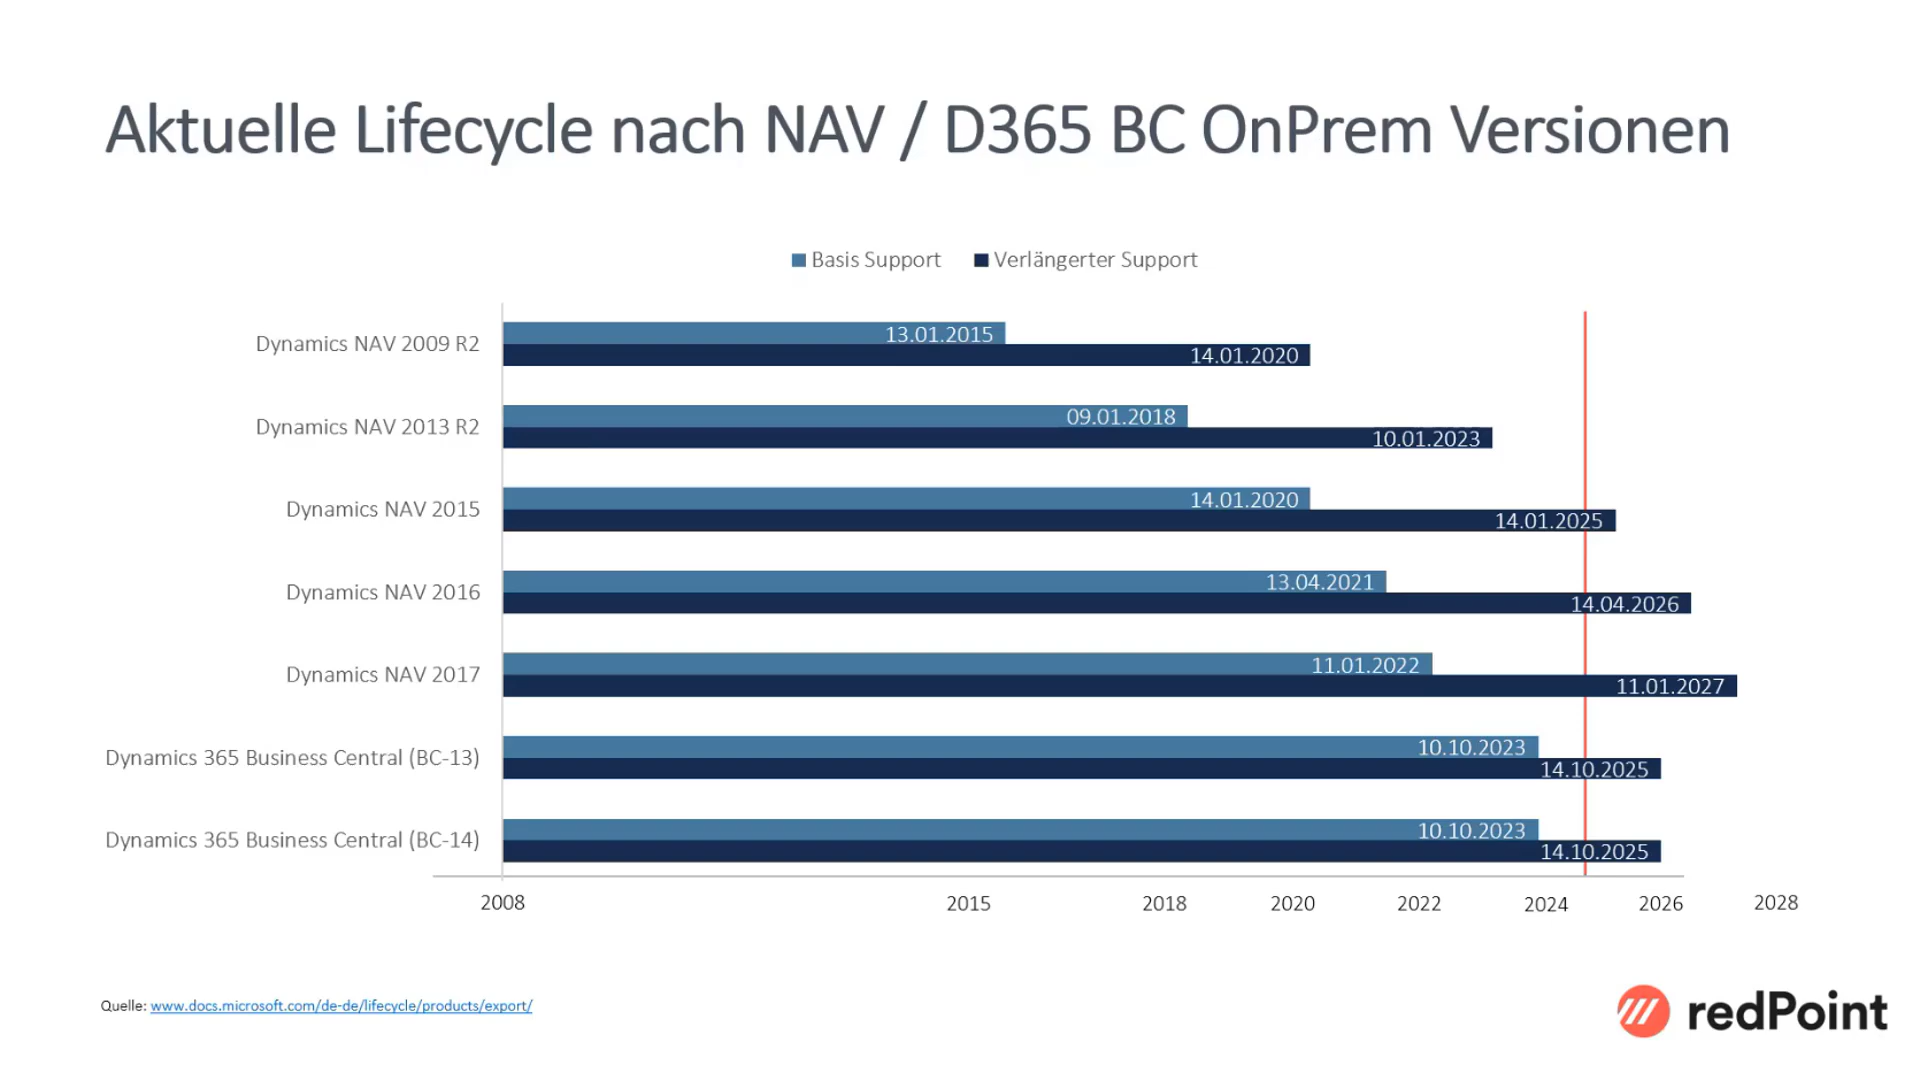 Aktuelle Lifecycle nach NAV / D365 BC OnPrem Versionen
Basis Support Verlängerter Support
Dynamics NAV 2009 R2
13.01.2015
14.01.2020
Dynamics NAV 2013 R2
09.01.2018
10.01.2023
Dynamics NAV 2015
14.01.2020
14.01.2025
Dynamics NAV 2016
13.04.2021
14.04.2026
Dynamics NAV 2017
11.01.2022
11.01.2027
Dynamics 365 Business Central (BC-13)
10.10.2023
14.10.2025
Dynamics 365 Business Central (BC-14)
10.10.2023
14.10.2025
2008 2015 2018 2020 2022 2024 2026 2028
Quelle: www.docs.microsoft.com/de-de/lifecycle/products/export/
redPoint